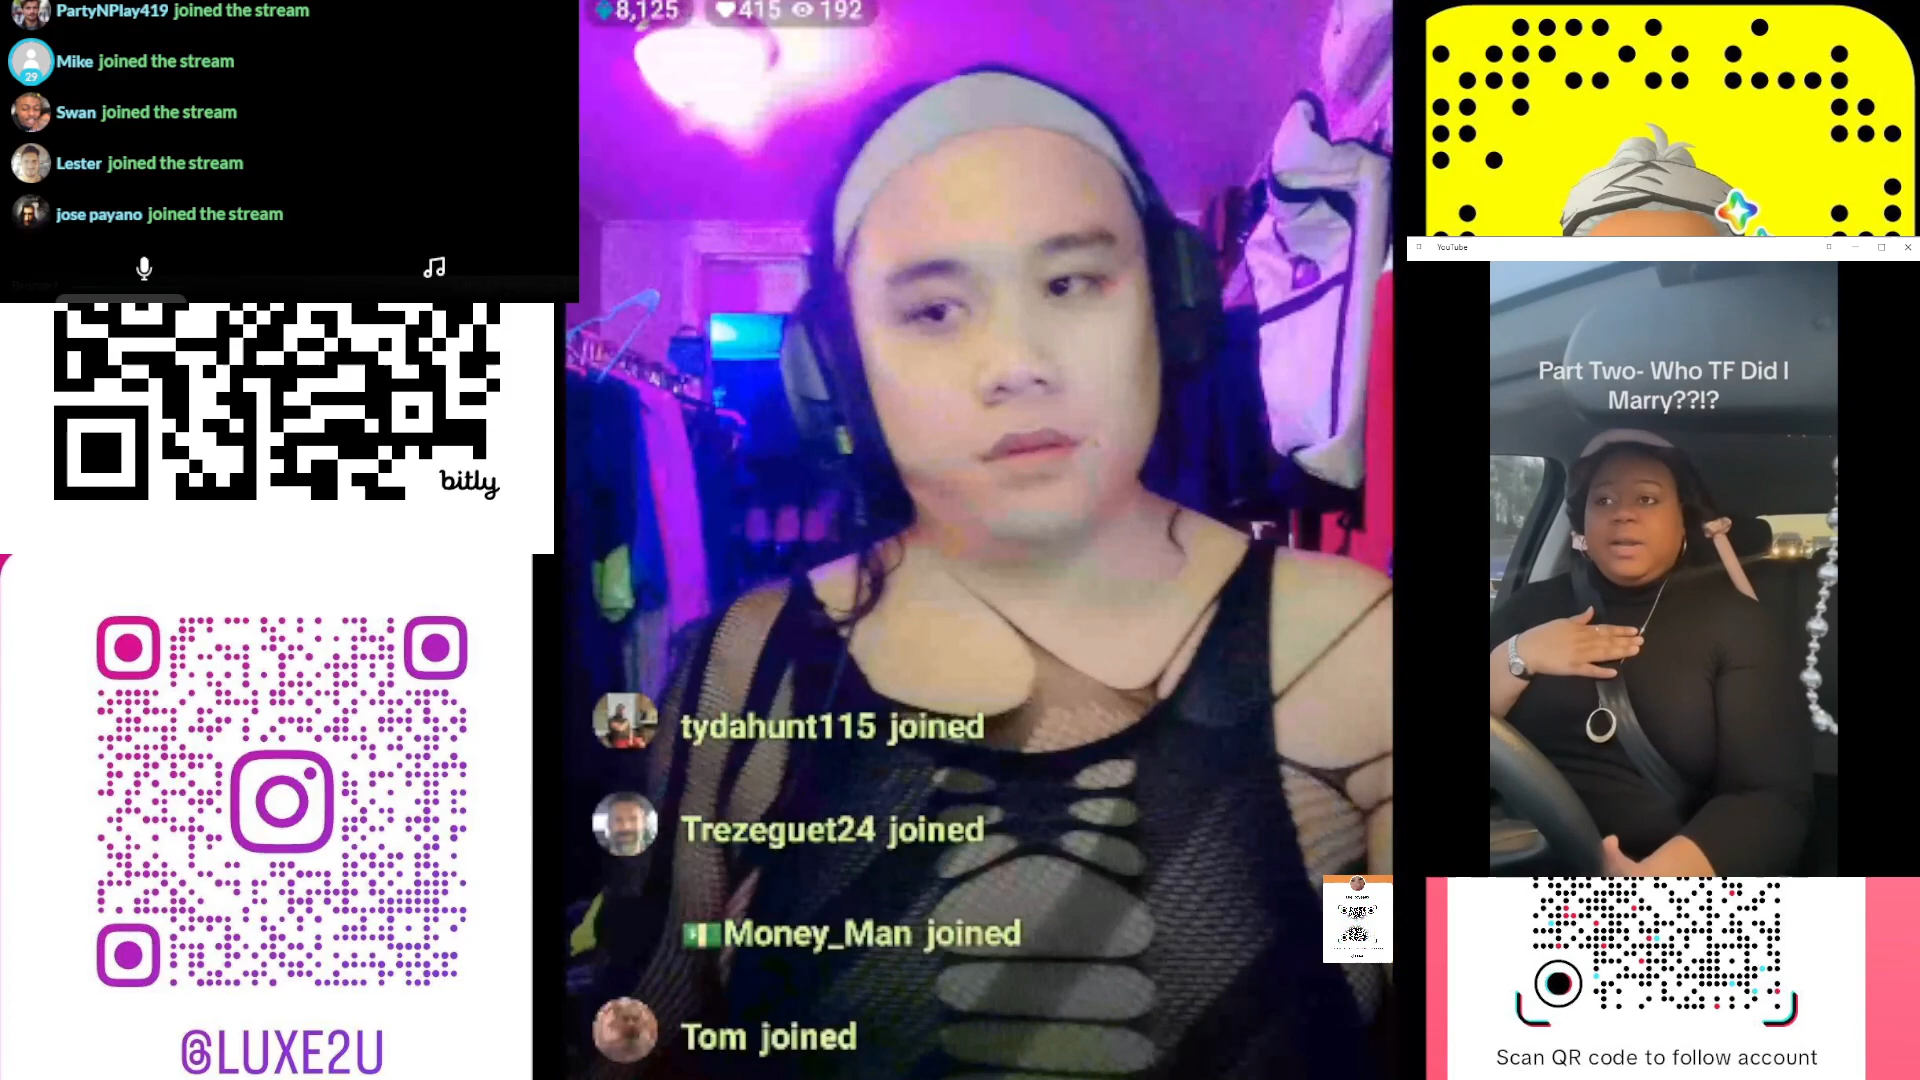 PartyNPlay419 joined the stream
Mike joined the stream
29
Swan joined the stream
Lester joined the stream
jose payano joined the stream
bitly
@LUXE2U
8,125
415
192
tydahunt115 joined
Trezeguet24 joined
Money_Man joined
Tom joined
YouTube
Part Two- Who TF Did I
Marry??!?
Scan QR code to follow account